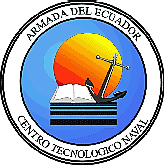 ARMADA DEL ECUADOR
CENTRO TECNOLOGICO NAVAL